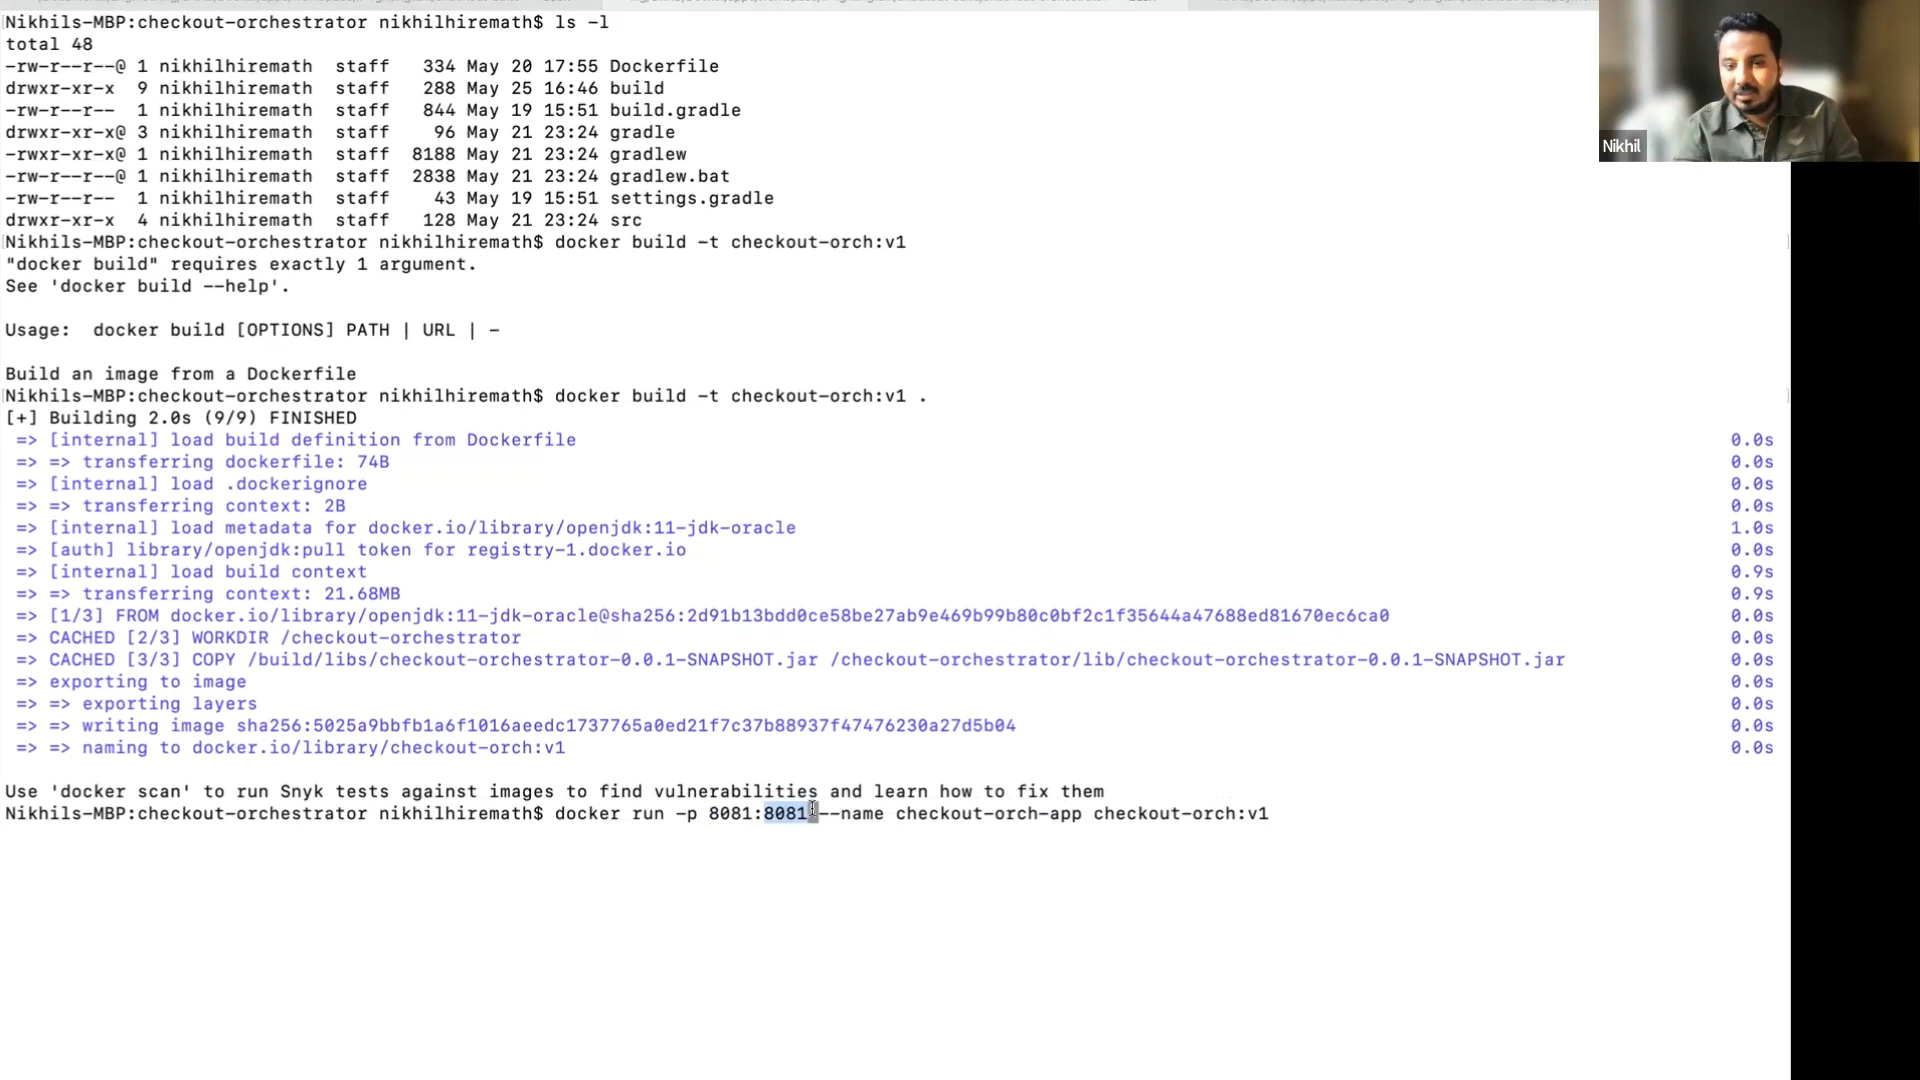 Nikhils-MBP:checkout-orchestrator nikhilhiremath$ ls -l
total 48
-rw-r--r--@ 1 nikhilhiremath  staff   334 May 20 17:55 Dockerfile
drwxr-xr-x  9 nikhilhiremath  staff   288 May 25 16:46 build
-rw-r--r--  1 nikhilhiremath  staff   844 May 19 15:51 build.gradle
drwxr-xr-x@ 3 nikhilhiremath  staff    96 May 21 23:24 gradle
-rwxr-xr-x@ 1 nikhilhiremath  staff  8188 May 21 23:24 gradlew
-rw-r--r--@ 1 nikhilhiremath  staff  2838 May 21 23:24 gradlew.bat
-rw-r--r--  1 nikhilhiremath  staff    43 May 19 15:51 settings.gradle
drwxr-xr-x  4 nikhilhiremath  staff   128 May 21 23:24 src
Nikhils-MBP:checkout-orchestrator nikhilhiremath$ docker build -t checkout-orch:v1
"docker build" requires exactly 1 argument.
See 'docker build --help'.
Usage:  docker build [OPTIONS] PATH | URL | -
Build an image from a Dockerfile
Nikhils-MBP:checkout-orchestrator nikhilhiremath$ docker build -t checkout-orch:v1 .
[+] Building 2.0s (9/9) FINISHED
=> [internal] load build definition from Dockerfile 0.0s
=> => transferring dockerfile: 74B 0.0s
=> [internal] load .dockerignore 0.0s
=> => transferring context: 2B 0.0s
=> [internal] load metadata for docker.io/library/openjdk:11-jdk-oracle 1.0s
=> [auth] library/openjdk:pull token for registry-1.docker.io 0.0s
=> [internal] load build context 0.9s
=> => transferring context: 21.68MB 0.9s
=> [1/3] FROM docker.io/library/openjdk:11-jdk-oracle@sha256:2d91b13bdd0ce58be27ab9e469b99b80c0bf2c1f35644a47688ed81670ec6ca0 0.0s
=> CACHED [2/3] WORKDIR /checkout-orchestrator 0.0s
=> CACHED [3/3] COPY /build/libs/checkout-orchestrator-0.0.1-SNAPSHOT.jar /checkout-orchestrator/lib/checkout-orchestrator-0.0.1-SNAPSHOT.jar 0.0s
=> exporting to image 0.0s
=> => exporting layers 0.0s
=> => writing image sha256:5025a9bbfb1a6f1016aeedc1737765a0ed21f7c37b88937f47476230a27d5b04 0.0s
=> => naming to docker.io/library/checkout-orch:v1 0.0s
Use 'docker scan' to run Snyk tests against images to find vulnerabilities and learn how to fix them
Nikhils-MBP:checkout-orchestrator nikhilhiremath$ docker run -p 8081:8081 --name checkout-orch-app checkout-orch:v1
Nikhil